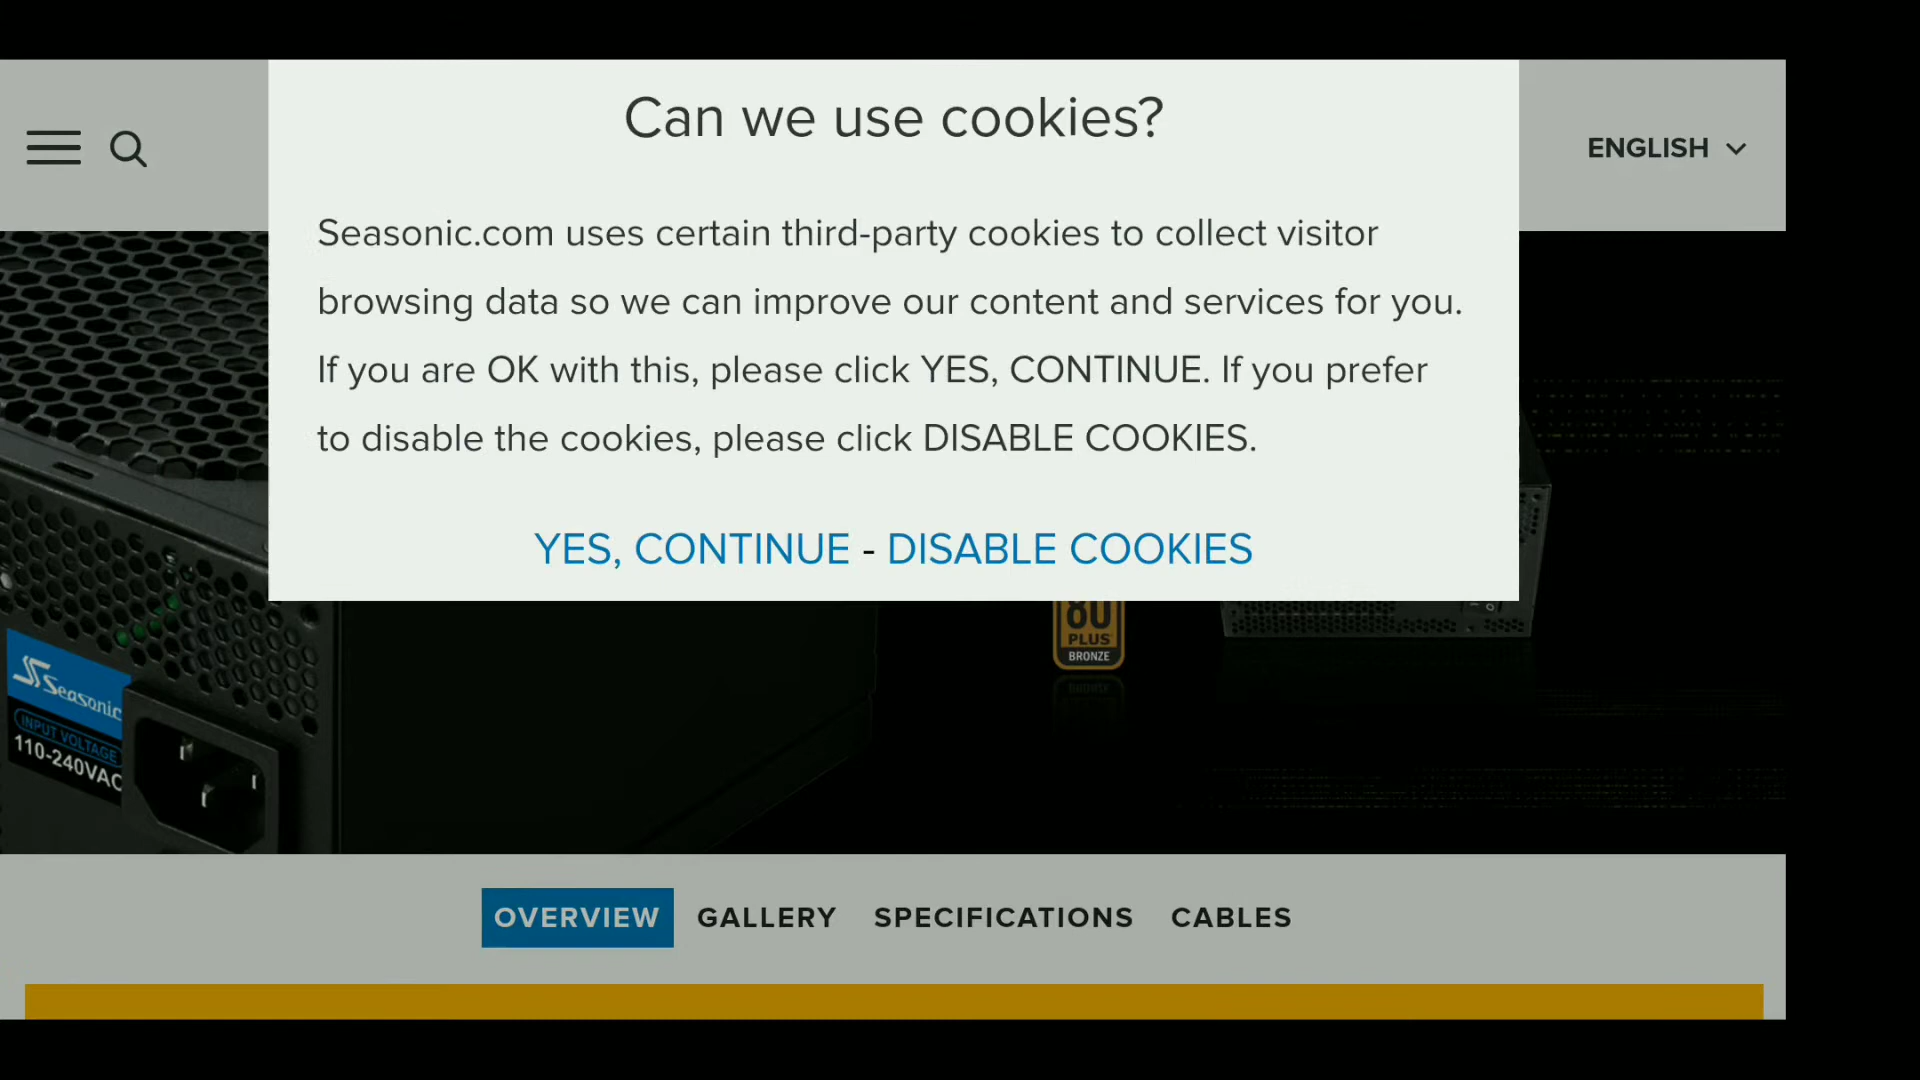 Can we use cookies?
ENGLISH
Seasonic.com uses certain third-party cookies to collect visitor
browsing data so we can improve our content and services for you.
If you are OK with this, please click YES, CONTINUE. If you prefer
to disable the cookies, please click DISABLE COOKIES.
YES, CONTINUE - DISABLE COOKIES
80
PLUS
BRONZE
Seasonic
INPUT VOLTAGE
110-240VAC
OVERVIEW GALLERY SPECIFICATIONS CABLES